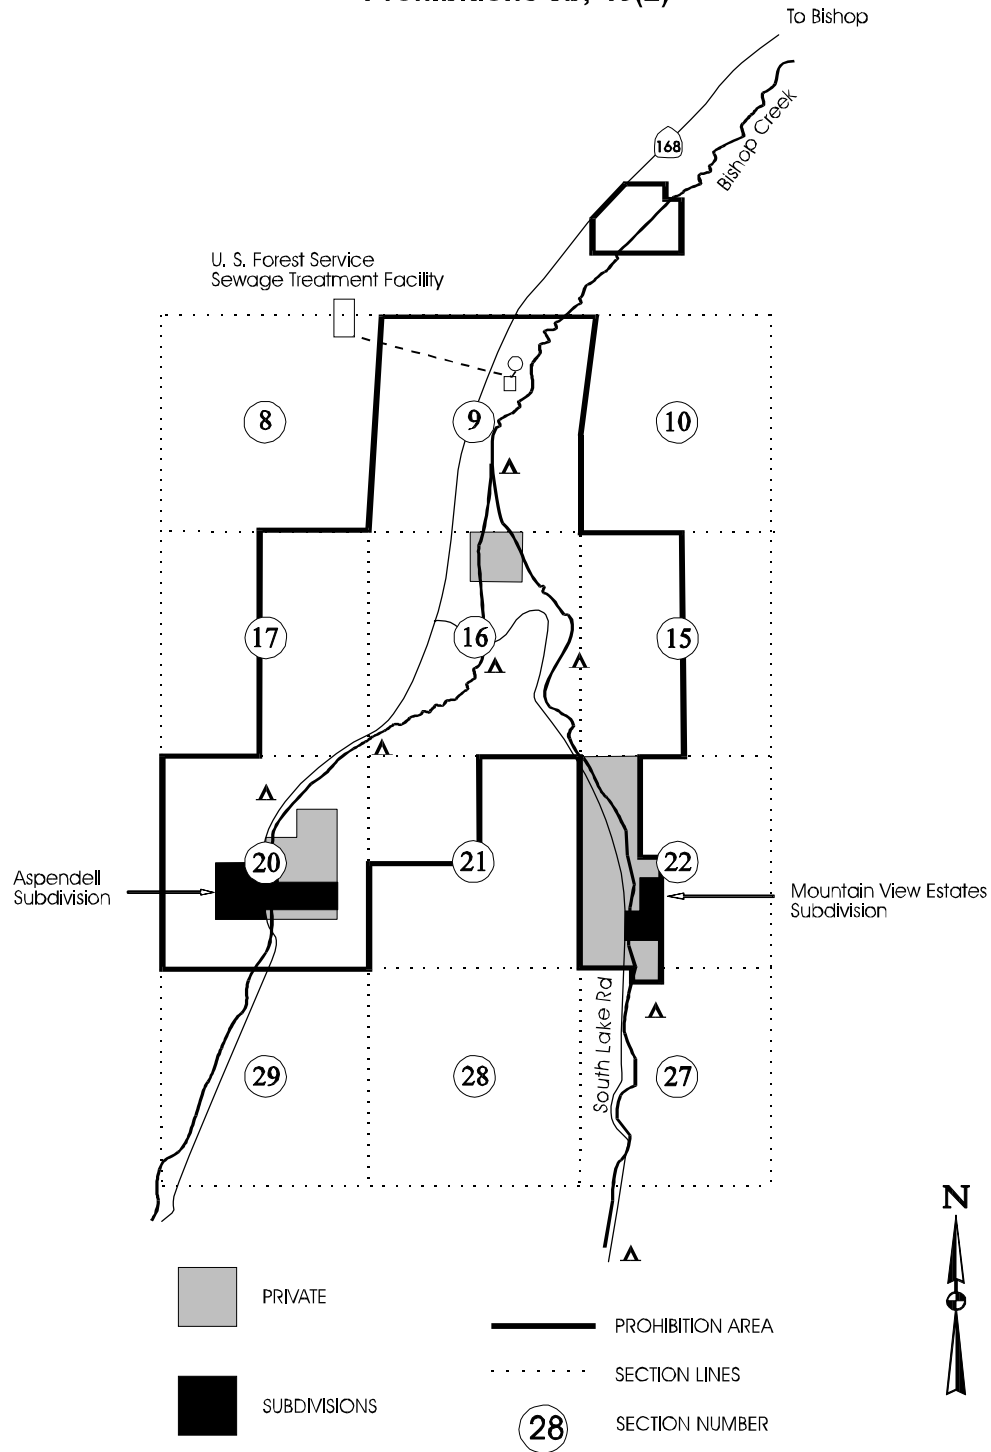 To Bishop
168
Bishop Creek
U. S. Forest Service
Sewage Treatment Facility
8
9
10
17
16
15
20
21
22
Aspendell
Subdivision
Mountain View Estates
Subdivision
South Lake Rd
29
28
27
N
PRIVATE
PROHIBITION AREA
SECTION LINES
SUBDIVISIONS
28
SECTION NUMBER